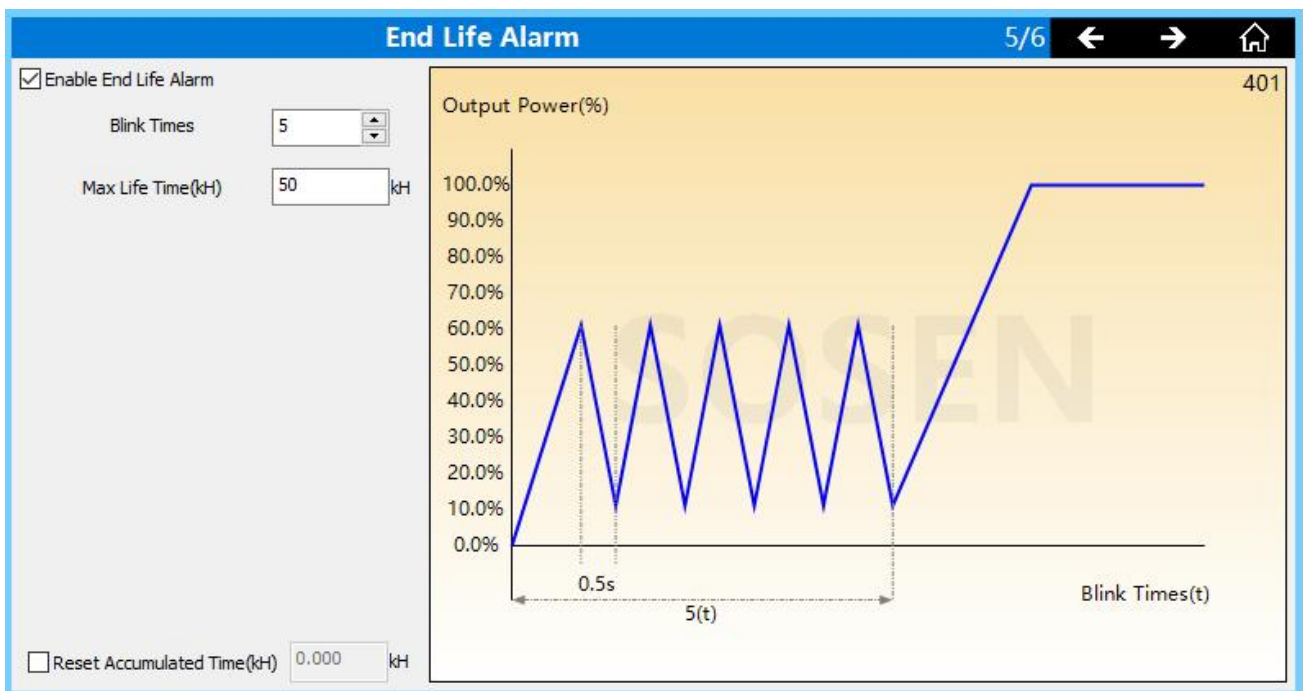 End Life Alarm 5/6
Enable End Life Alarm
Blink Times 5
Max Life Time(kH) 50 kH
Reset Accumulated Time(kH) 0.000 kH
401
Output Power(%)
100.0%
90.0%
80.0%
70.0%
60.0%
50.0%
40.0%
30.0%
20.0%
10.0%
0.0%
SOSEN
0.5s
5(t)
Blink Times(t)